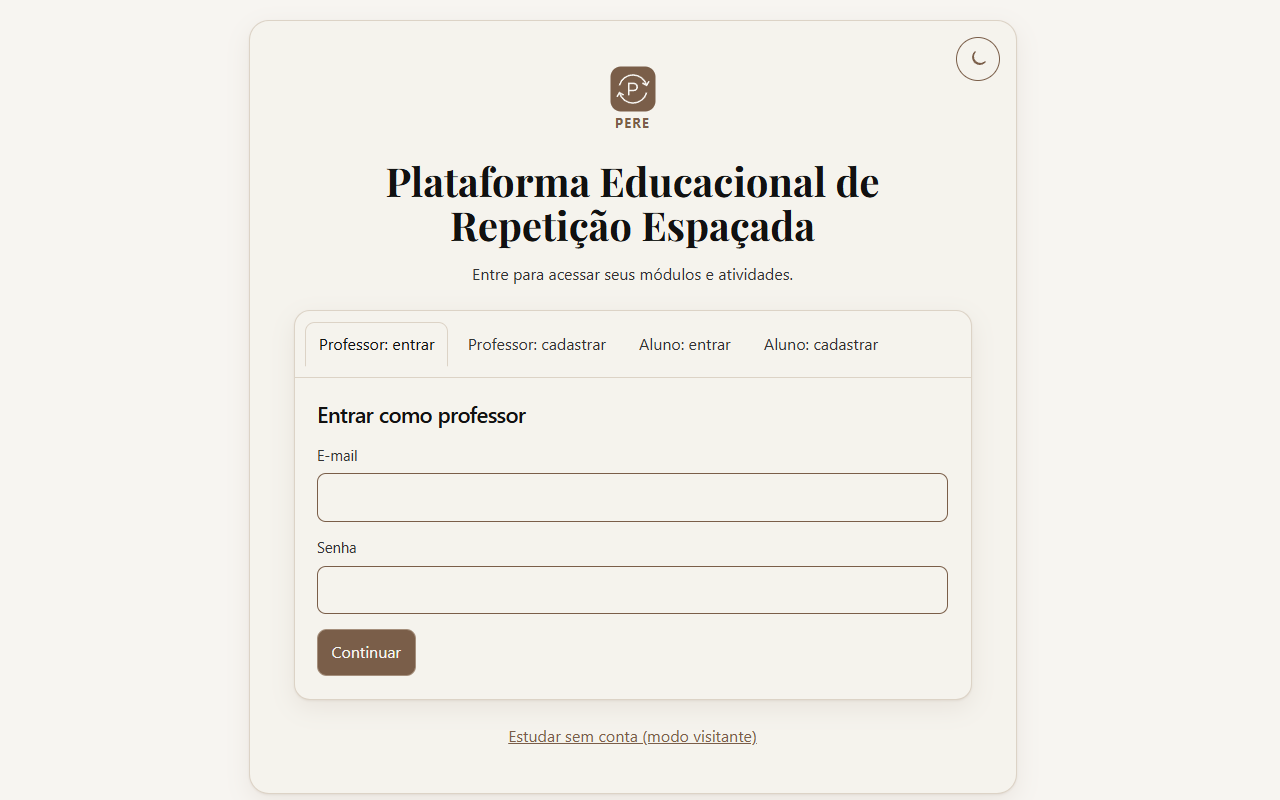 P
PERE
Plataforma Educacional de
Repetição Espaçada
Entre para acessar seus módulos e atividades.
Professor: entrar
Professor: cadastrar
Aluno: entrar
Aluno: cadastrar
Entrar como professor
E-mail
Senha
Continuar
Estudar sem conta (modo visitante)